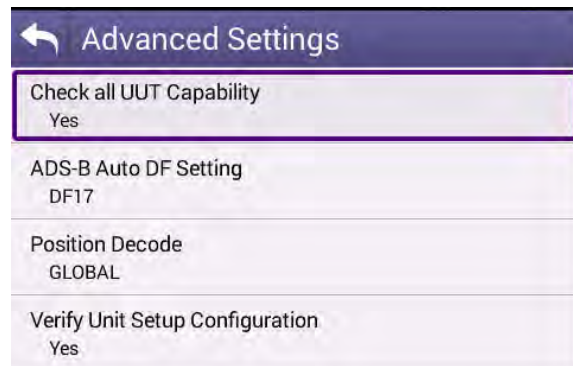 Advanced Settings
Check all UUT Capability
Yes
ADS-B Auto DF Setting
DF17
Position Decode
GLOBAL
Verify Unit Setup Configuration
Yes